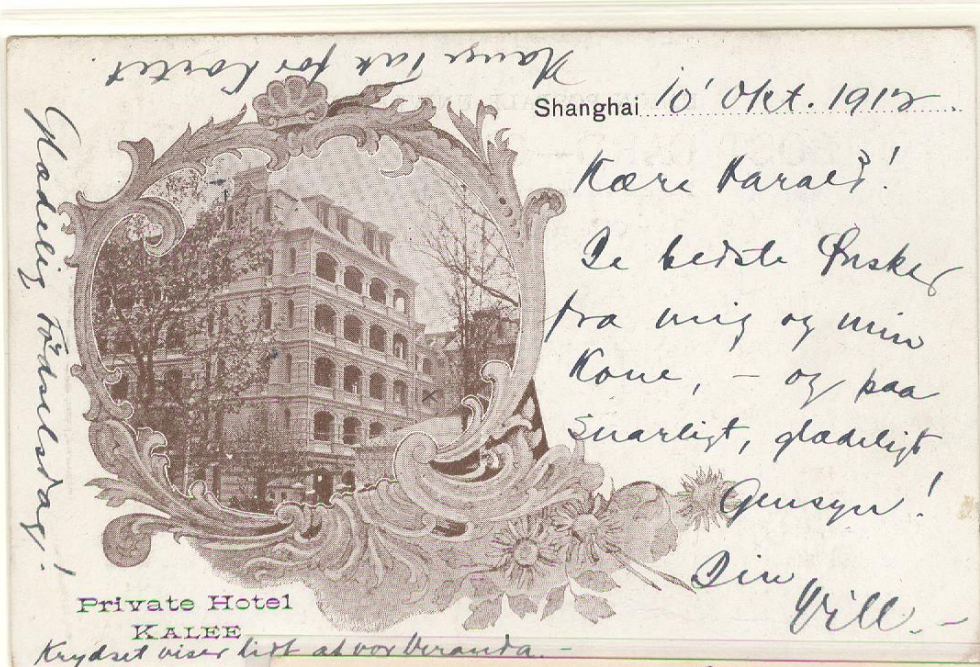 Mange Tak for Kortet
Shanghai 10' Okt. 1912.
Kære Harald!
De bedste Ønsker
fra mig og min
Kone, – og paa
snarligt, glædeligt
Gensyn!
Din
Will. –
Glædelig Fødselsdag!
Private Hotel
KALEE
Krydset viser lidt af vor Veranda. –